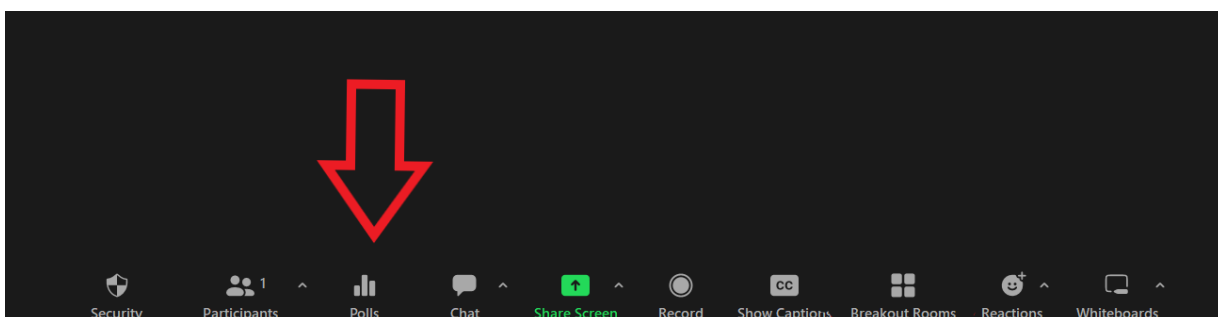 1
CC
Security Participants Polls Chat Share Screen Record Show Captions Breakout Rooms Reactions Whiteboards